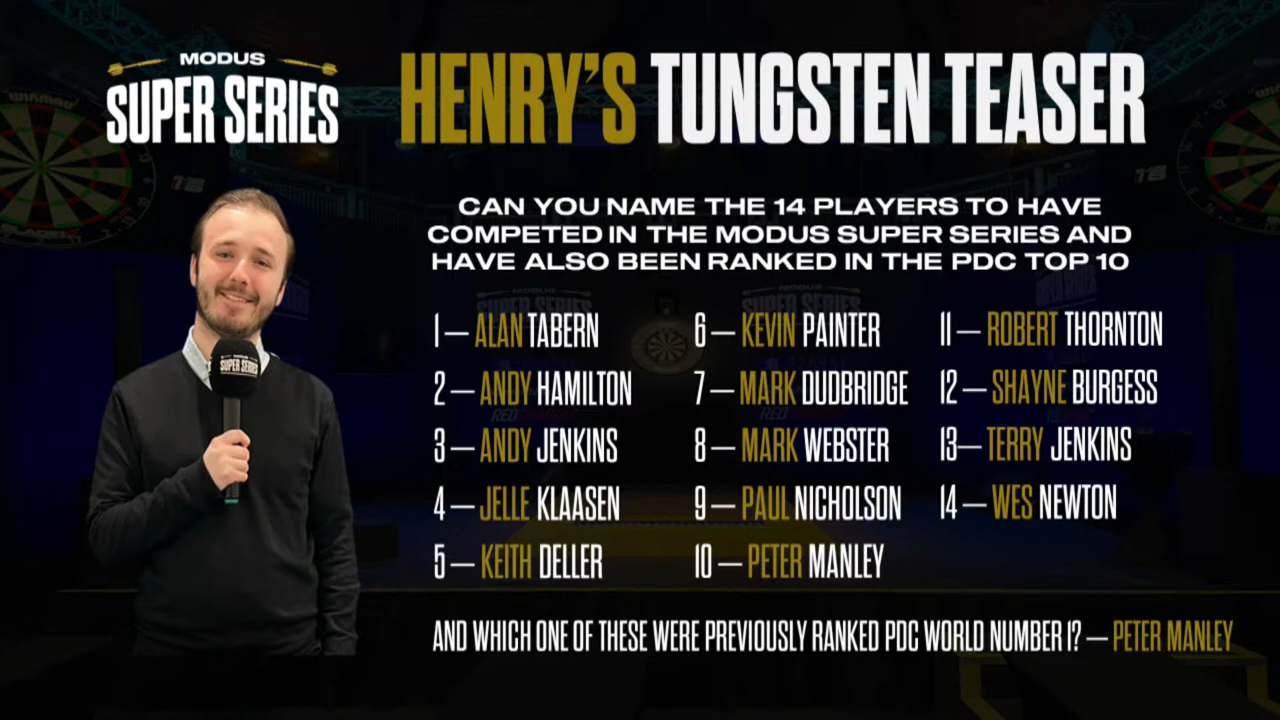 MODUS
SUPER SERIES
HENRY'S TUNGSTEN TEASER
CAN YOU NAME THE 14 PLAYERS TO HAVE
COMPETED IN THE MODUS SUPER SERIES AND
HAVE ALSO BEEN RANKED IN THE PDC TOP 10
1 – ALAN TABERN
2 – ANDY HAMILTON
3 – ANDY JENKINS
4 – JELLE KLAASEN
5 – KEITH DELLER
6 – KEVIN PAINTER
7 – MARK DUDBRIDGE
8 – MARK WEBSTER
9 – PAUL NICHOLSON
10 – PETER MANLEY
11 – ROBERT THORNTON
12 – SHAYNE BURGESS
13 – TERRY JENKINS
14 – WES NEWTON
AND WHICH ONE OF THESE WERE PREVIOUSLY RANKED PDC WORLD NUMBER 1? – PETER MANLEY
SUPER SERIES